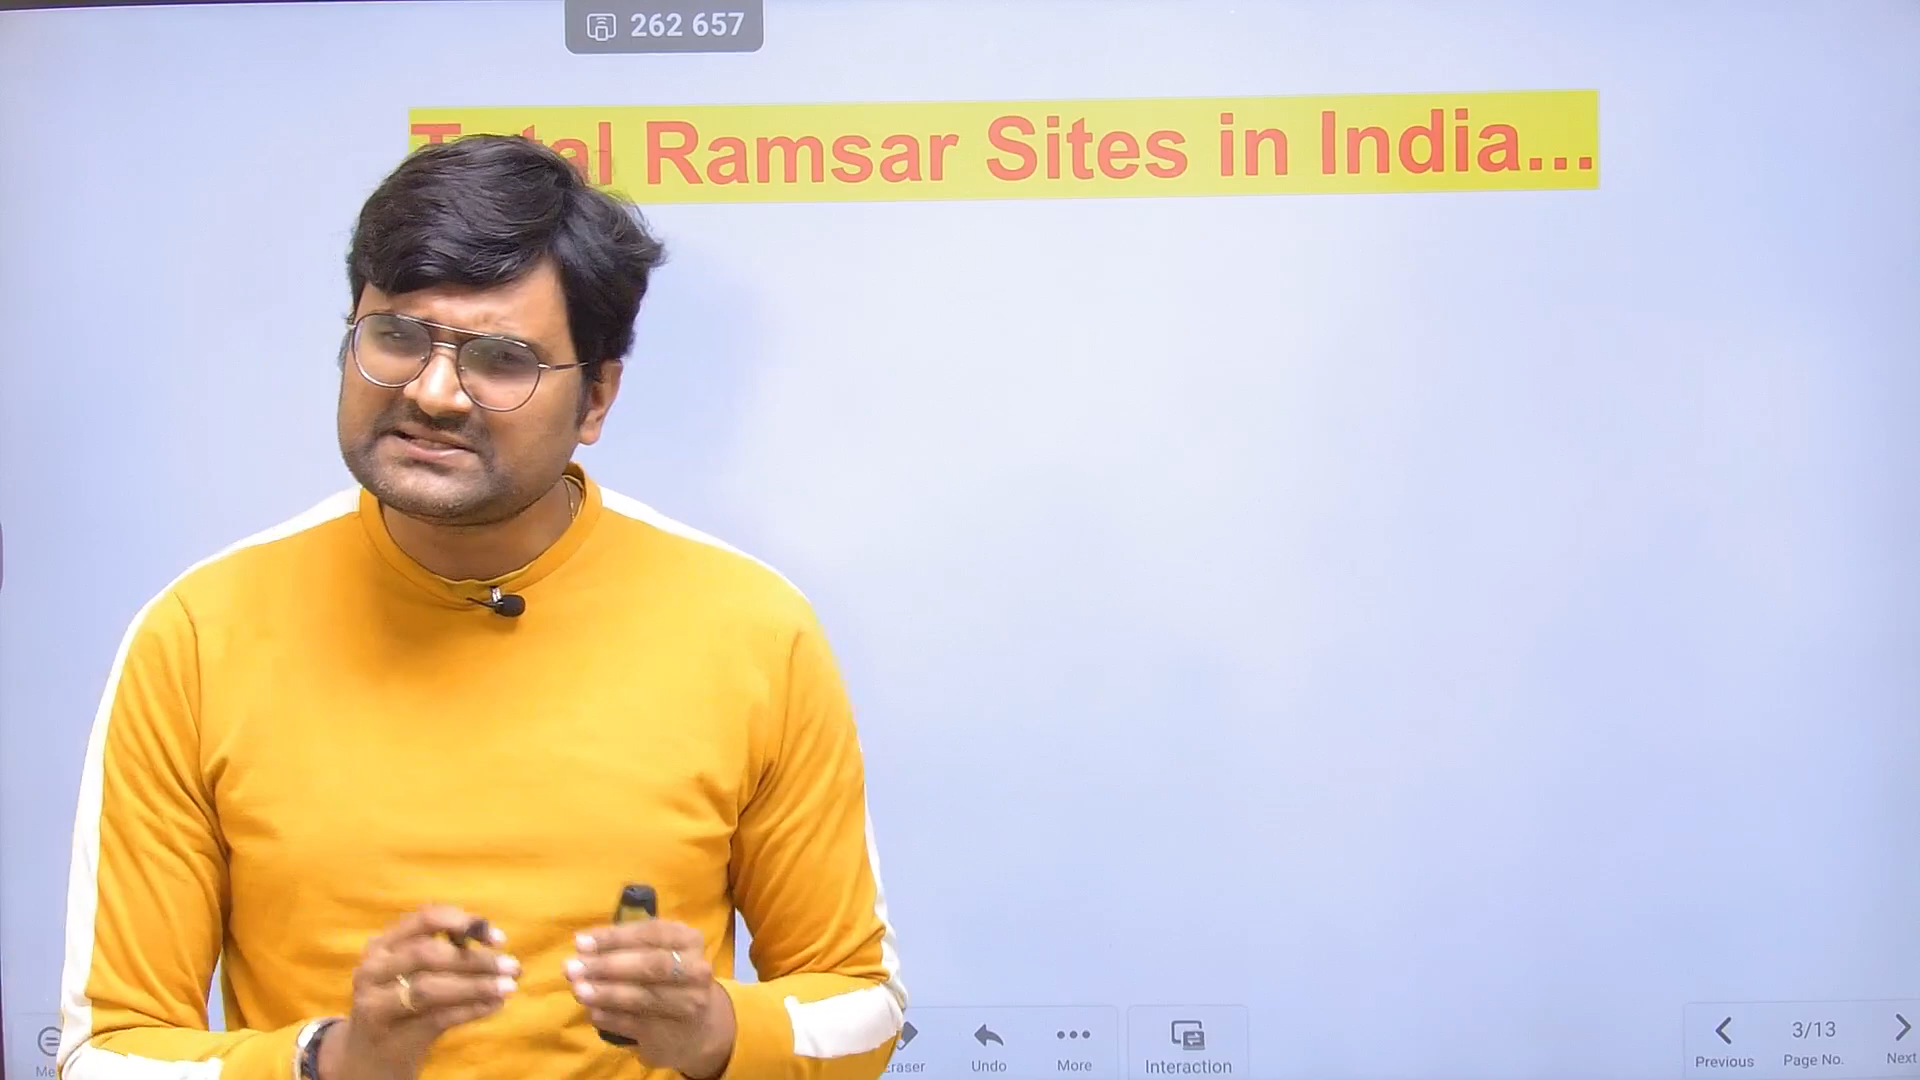 262 657
Ramsar Sites in India...
Undo
More
Interaction
Previous
3/13
Page No.
Next